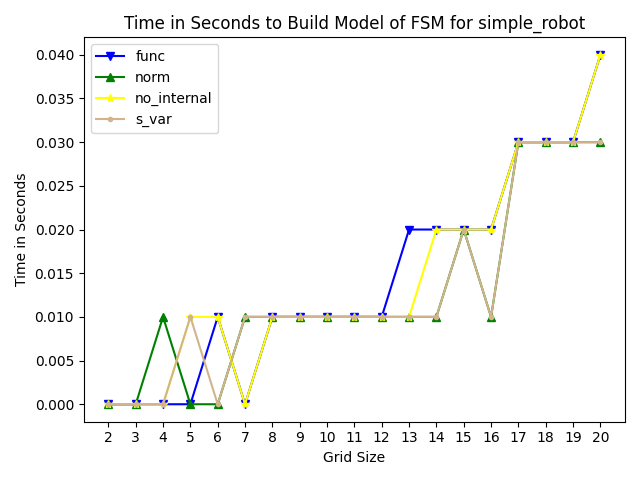 Time in Seconds to Build Model of FSM for simple_robot
func
norm
no_internal
s_var
0.040
0.035
0.030
0.025
0.020
0.015
0.010
0.005
0.000
Time in Seconds
2 3 4 5 6 7 8 9 10 11 12 13 14 15 16 17 18 19 20
Grid Size